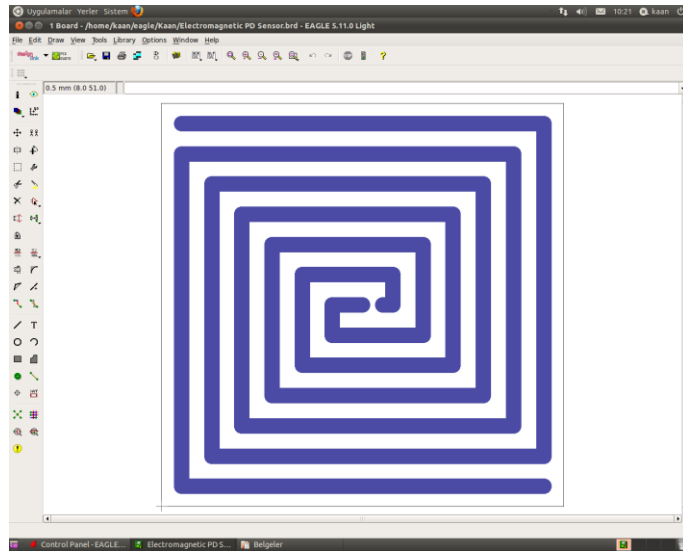 Uygulamalar Yerler Sistem 10:21 kaan
1 Board - /home/kaan/eagle/Kaan/Electromagnetic PD Sensor.brd - EAGLE 5.11.0 Light
File Edit Draw View Tools Library Options Window Help
0.5 mm (8.0 51.0)
Control Panel - EAGLE... Electromagnetic PD S... Belgeler